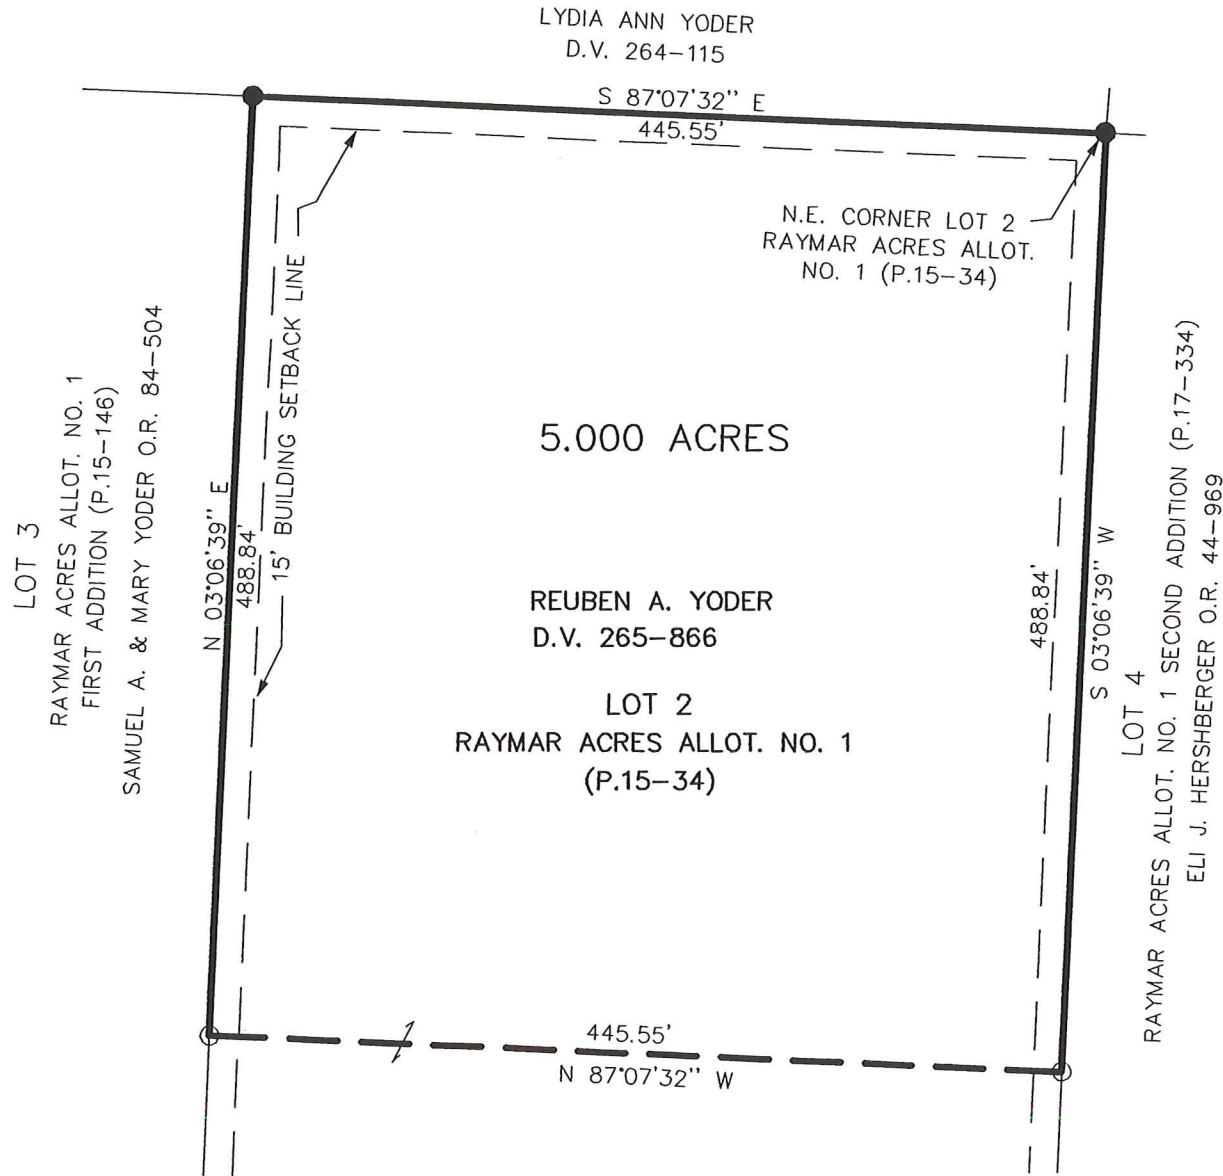 LYDIA ANN YODER
D.V. 264-115
S 87°07'32'' E
445.55'
N.E. CORNER LOT 2
RAYMAR ACRES ALLOT.
NO. 1 (P.15-34)
15' BUILDING SETBACK LINE
LOT 3
RAYMAR ACRES ALLOT. NO. 1
FIRST ADDITION (P.15-146)
SAMUEL A. & MARY YODER O.R. 84-504
N 03°06'39'' E
488.84'
5.000 ACRES
REUBEN A. YODER
D.V. 265-866
LOT 2
RAYMAR ACRES ALLOT. NO. 1
(P.15-34)
488.84'
S 03°06'39'' W
LOT 4
RAYMAR ACRES ALLOT. NO. 1 SECOND ADDITION (P.17-334)
ELI J. HERSHBERGER O.R. 44-969
445.55'
N 87°07'32'' W